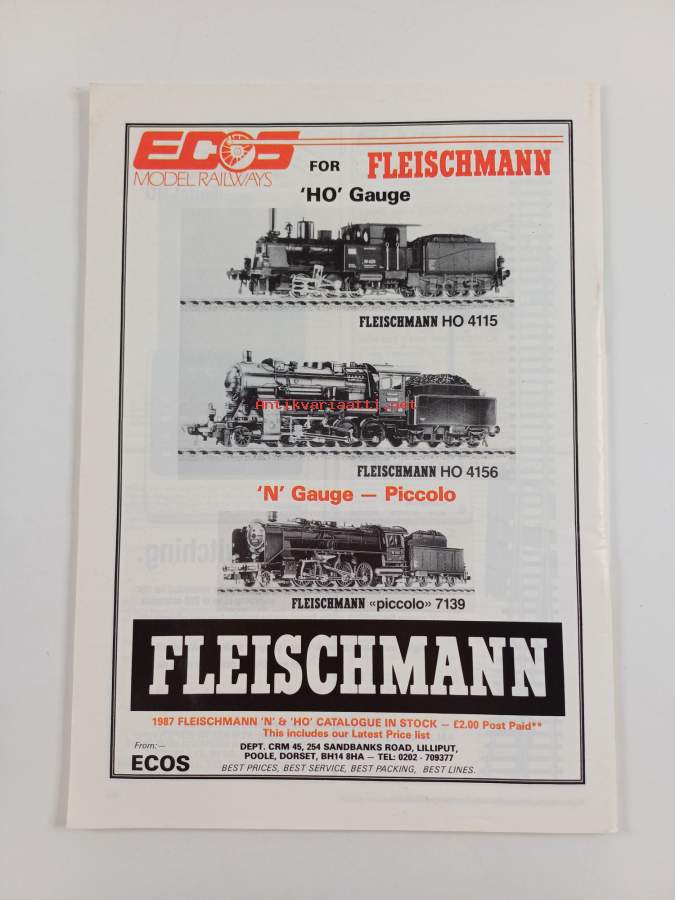 ECOS
MODEL RAILWAYS
FOR FLEISCHMANN
'HO' Gauge
FLEISCHMANN HO 4115
Antikvariaatti.net
FLEISCHMANN HO 4156
'N' Gauge — Piccolo
FLEISCHMANN «piccolo» 7139
FLEISCHMANN
1987 FLEISCHMANN 'N' & 'HO' CATALOGUE IN STOCK — £2.00 Post Paid**
This includes our Latest Price list
From:—
ECOS
DEPT. CRM 45, 254 SANDBANKS ROAD, LILLIPUT,
POOLE, DORSET, BH14 8HA — TEL: 0202 - 709377
BEST PRICES, BEST SERVICE, BEST PACKING, BEST LINES.